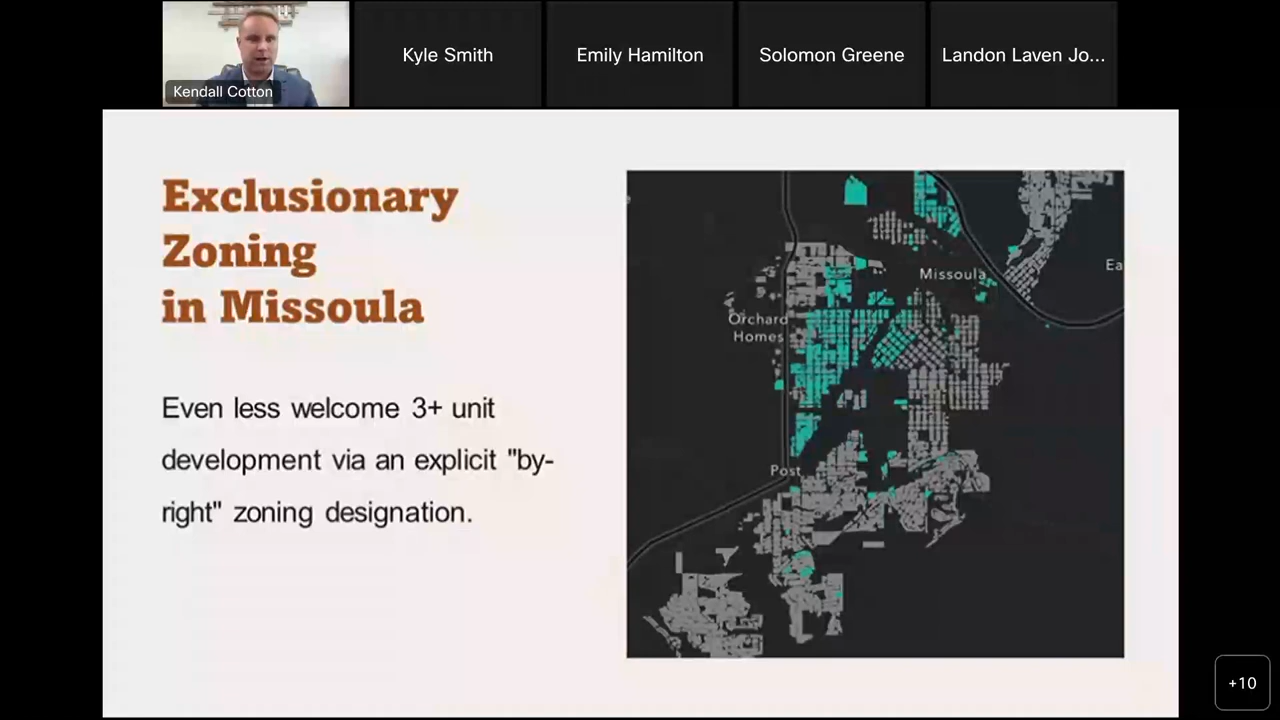 Kendall Cotton
Kyle Smith
Emily Hamilton
Solomon Greene
Landon Laven Jo...
Exclusionary
Zoning
in Missoula
Even less welcome 3+ unit
development via an explicit "by-
right" zoning designation.
Missoula
Ea
Orchard
Homes
Post
+10